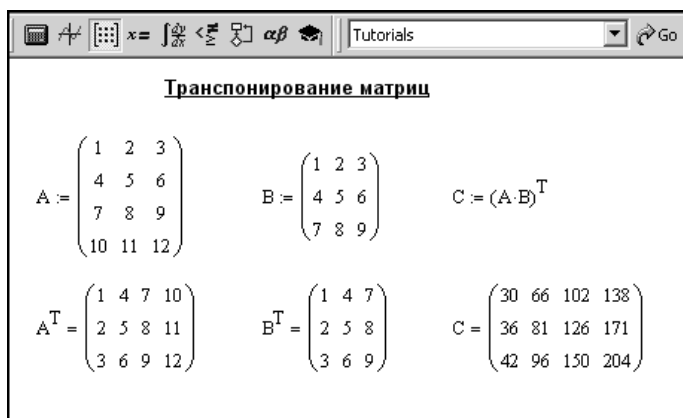 x= ∫dy/dx <≥ αβ Tutorials Go
Транспонирование матриц
A := (1 2 3
4 5 6
7 8 9
10 11 12)
B := (1 2 3
4 5 6
7 8 9)
C := (A·B)^T
A^T = (1 4 7 10
2 5 8 11
3 6 9 12)
B^T = (1 4 7
2 5 8
3 6 9)
C = (30 66 102 138
36 81 126 171
42 96 150 204)